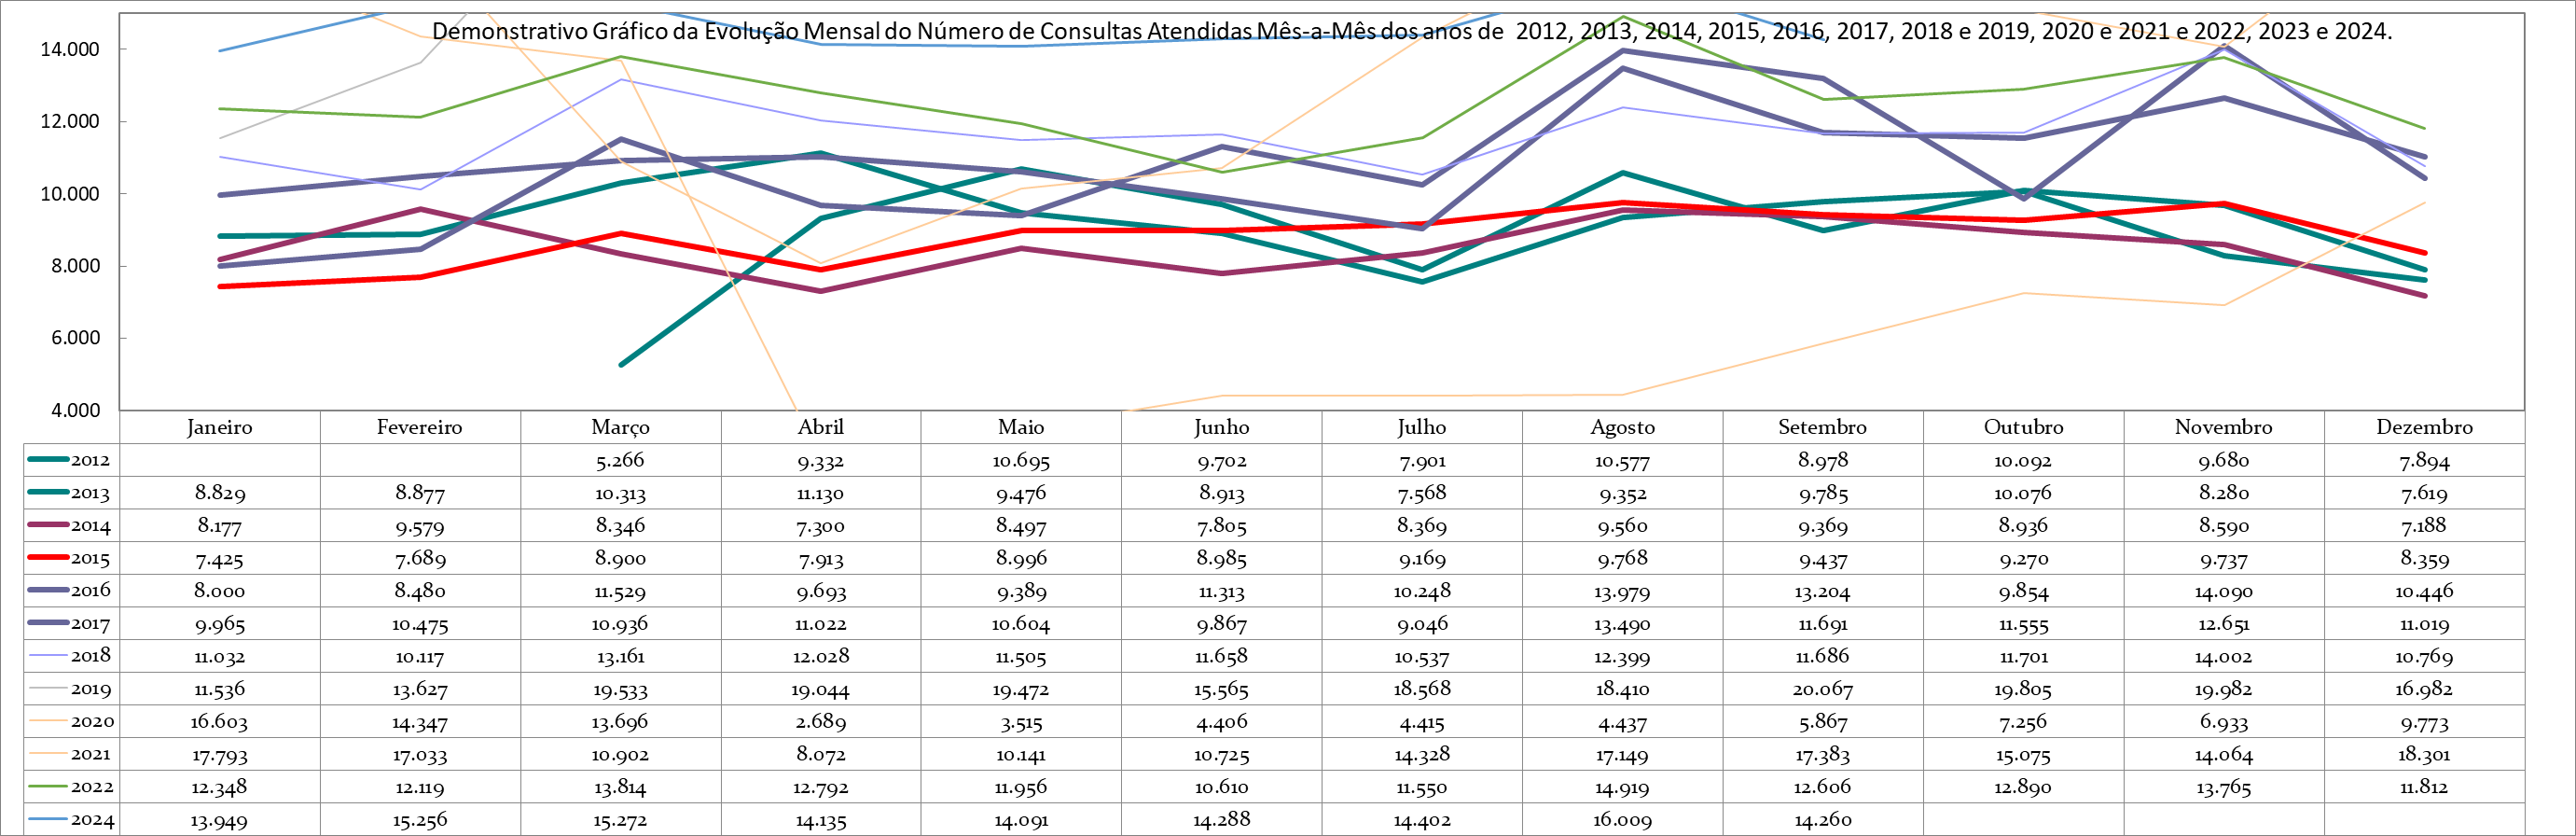 Demonstrativo Gráfico da Evolução Mensal do Número de Consultas Atendidas Mês-a-Mês dos anos de 2012, 2013, 2014, 2015, 2016, 2017, 2018 e 2019, 2020 e 2021 e 2022, 2023 e 2024.
14.000
12.000
10.000
8.000
6.000
4.000
Janeiro Fevereiro Março Abril Maio Junho Julho Agosto Setembro Outubro Novembro Dezembro
2012 5.266 9.332 10.695 9.702 7.901 10.577 8.978 10.092 9.680 7.894
2013 8.829 8.877 10.313 11.130 9.476 8.913 7.568 9.352 9.785 10.076 8.280 7.619
2014 8.177 9.579 8.346 7.300 8.497 7.805 8.369 9.560 9.369 8.936 8.590 7.188
2015 7.425 7.689 8.900 7.913 8.996 8.985 9.169 9.768 9.437 9.270 9.737 8.359
2016 8.000 8.480 11.529 9.693 9.389 11.313 10.248 13.979 13.204 9.854 14.090 10.446
2017 9.965 10.475 10.936 11.022 10.604 9.867 9.046 13.490 11.691 11.555 12.651 11.019
2018 11.032 10.117 13.161 12.028 11.505 11.658 10.537 12.399 11.686 11.701 14.002 10.769
2019 11.536 13.627 19.533 19.044 19.472 15.565 18.568 18.410 20.067 19.805 19.982 16.982
2020 16.603 14.347 13.696 2.689 3.515 4.406 4.415 4.437 5.867 7.256 6.933 9.773
2021 17.793 17.033 10.902 8.072 10.141 10.725 14.328 17.149 17.383 15.075 14.064 18.301
2022 12.348 12.119 13.814 12.792 11.956 10.610 11.550 14.919 12.606 12.890 13.765 11.812
2024 13.949 15.256 15.272 14.135 14.091 14.288 14.402 16.009 14.260